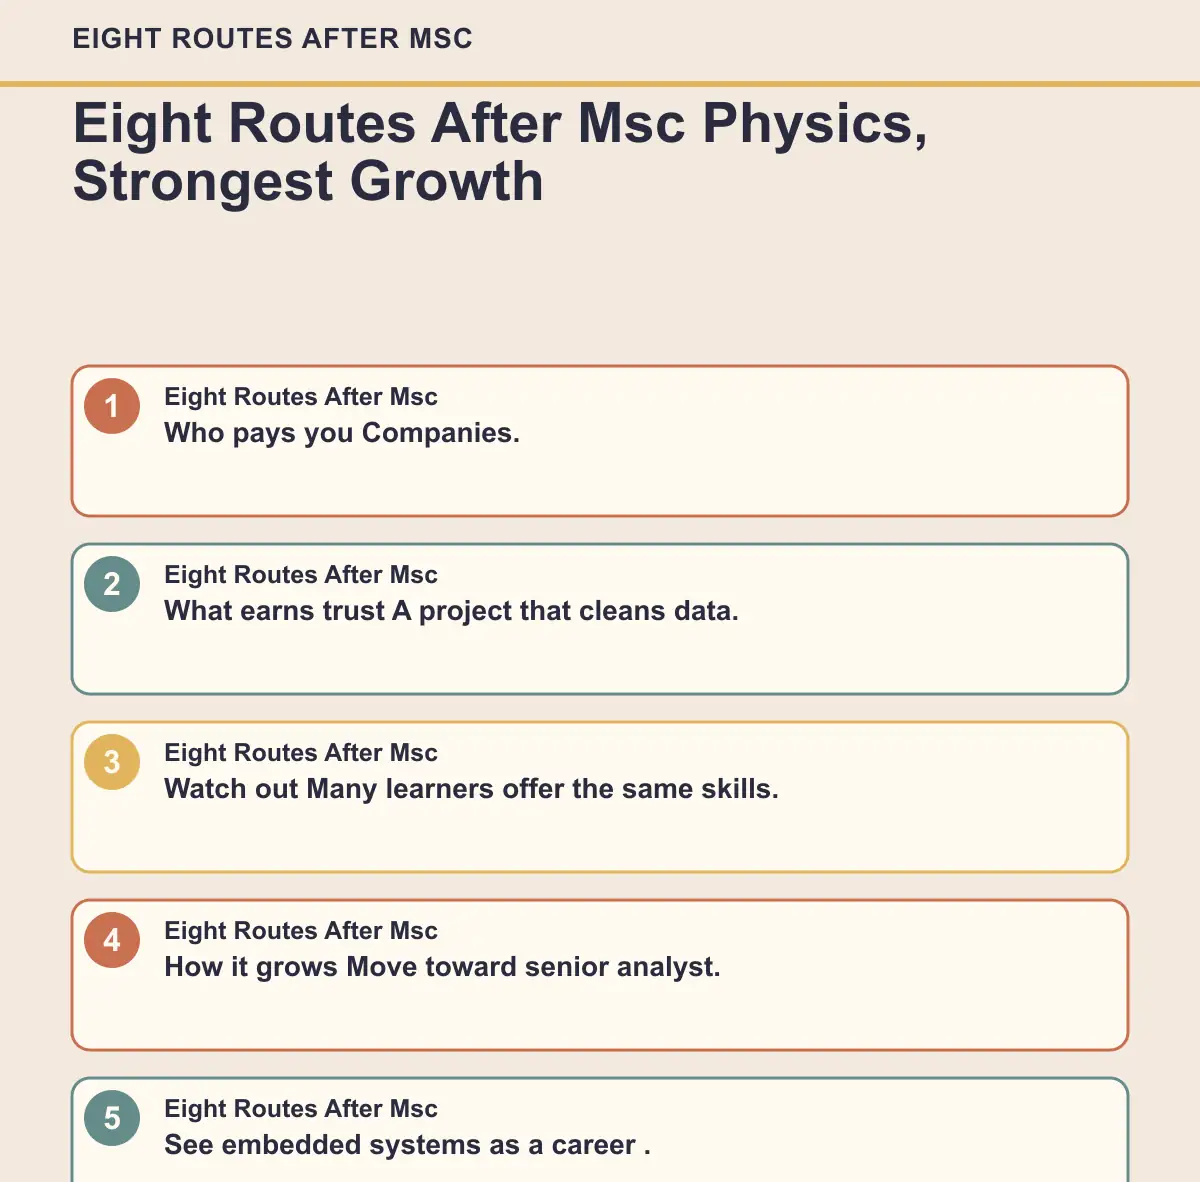 EIGHT ROUTES AFTER MSC
Eight Routes After Msc Physics,
Strongest Growth
1
Eight Routes After Msc
Who pays you Companies.
2
Eight Routes After Msc
What earns trust A project that cleans data.
3
Eight Routes After Msc
Watch out Many learners offer the same skills.
4
Eight Routes After Msc
How it grows Move toward senior analyst.
5
Eight Routes After Msc
See embedded systems as a career .